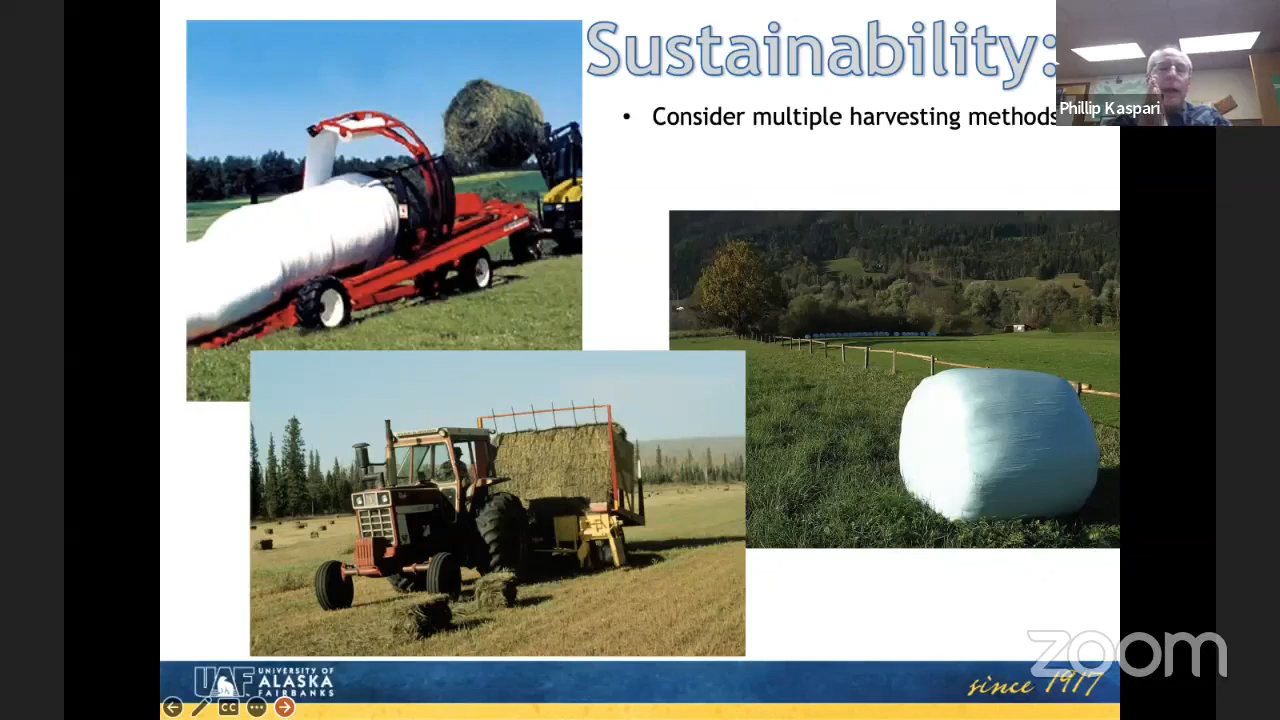 Sustainability:
• Consider multiple harvesting methods
Phillip Kaspari
UAF
UNIVERSITY OF
ALASKA
FAIRBANKS
since 1917
zoom
CC